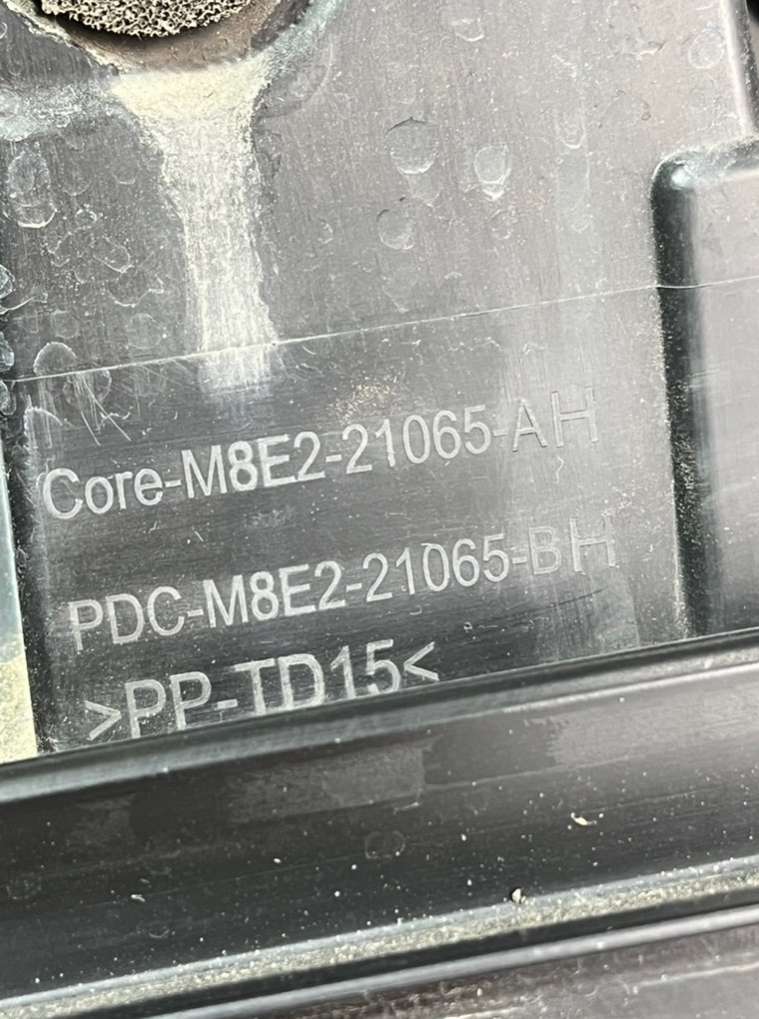 Core-M8E2-21065-AH
PDC-M8E2-21065-BH
>PP-TD15<